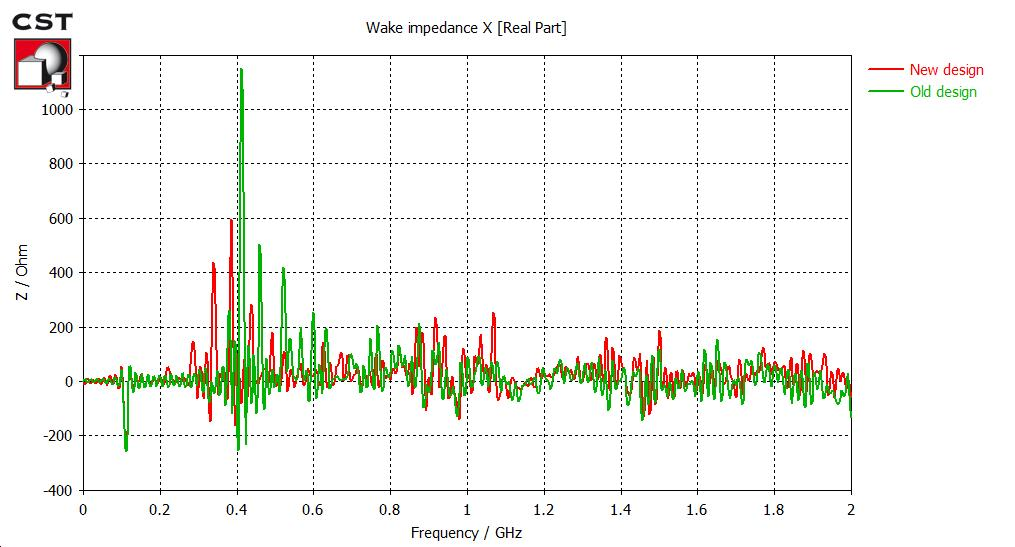 CST
Wake impedance X [Real Part]
New design
Old design
1000
800
600
400
200
0
-200
-400
Z / Ohm
0 0.2 0.4 0.6 0.8 1 1.2 1.4 1.6 1.8 2
Frequency / GHz